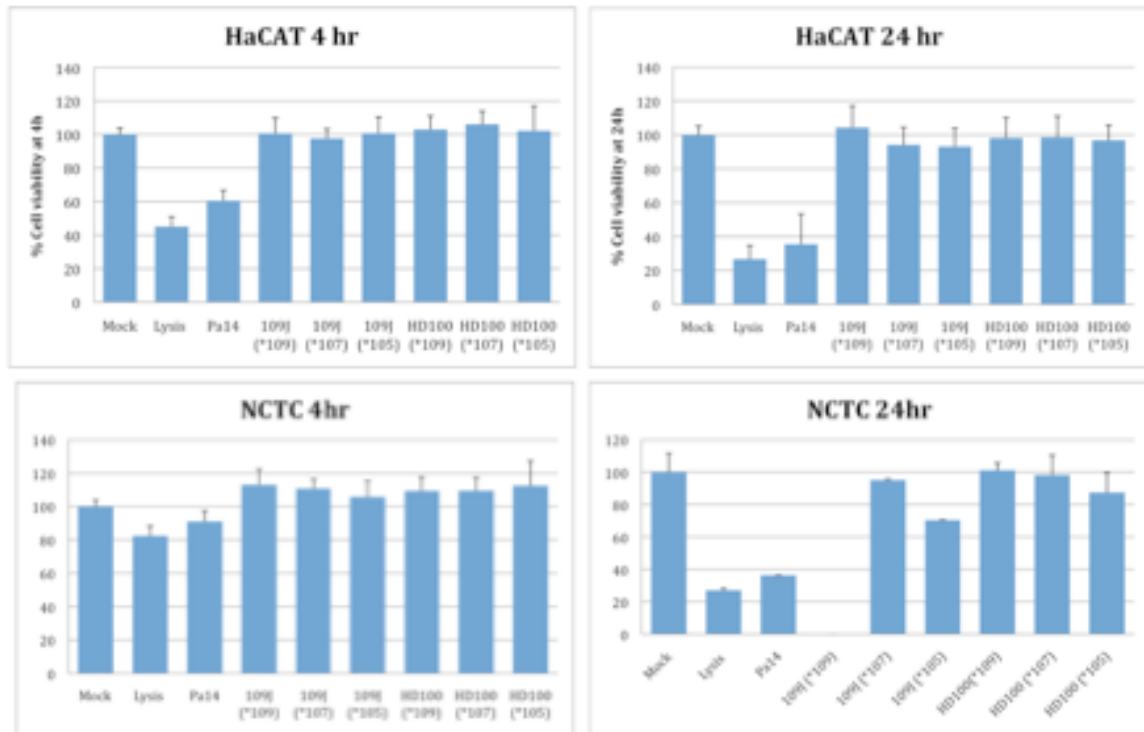 HaCAT 4 hr
% Cell viability at 4h
140
120
100
80
60
40
20
0
Mock Lysis Pa14 109J 109J 109J HD100 HD100 HD100
(*109) (*107) (*105) (*109) (*107) (*105)
HaCAT 24 hr
% Cell viability at 24h
140
120
100
80
60
40
20
0
Mock Lysis Pa14 109J 109J 109J HD100 HD100 HD100
(*109) (*107) (*105) (*109) (*107) (*105)
NCTC 4hr
140
120
100
80
60
40
20
0
Mock Lysis Pa14 109J 109J 109J HD100 HD100 HD100
(*109) (*107) (*105) (*109) (*107) (*105)
NCTC 24hr
120
100
80
60
40
20
0
Mock
Lysis
Pa14
109J (*109)
109J (*107)
109J (*105)
HD100(*109)
HD100 (*107)
HD100 (*105)